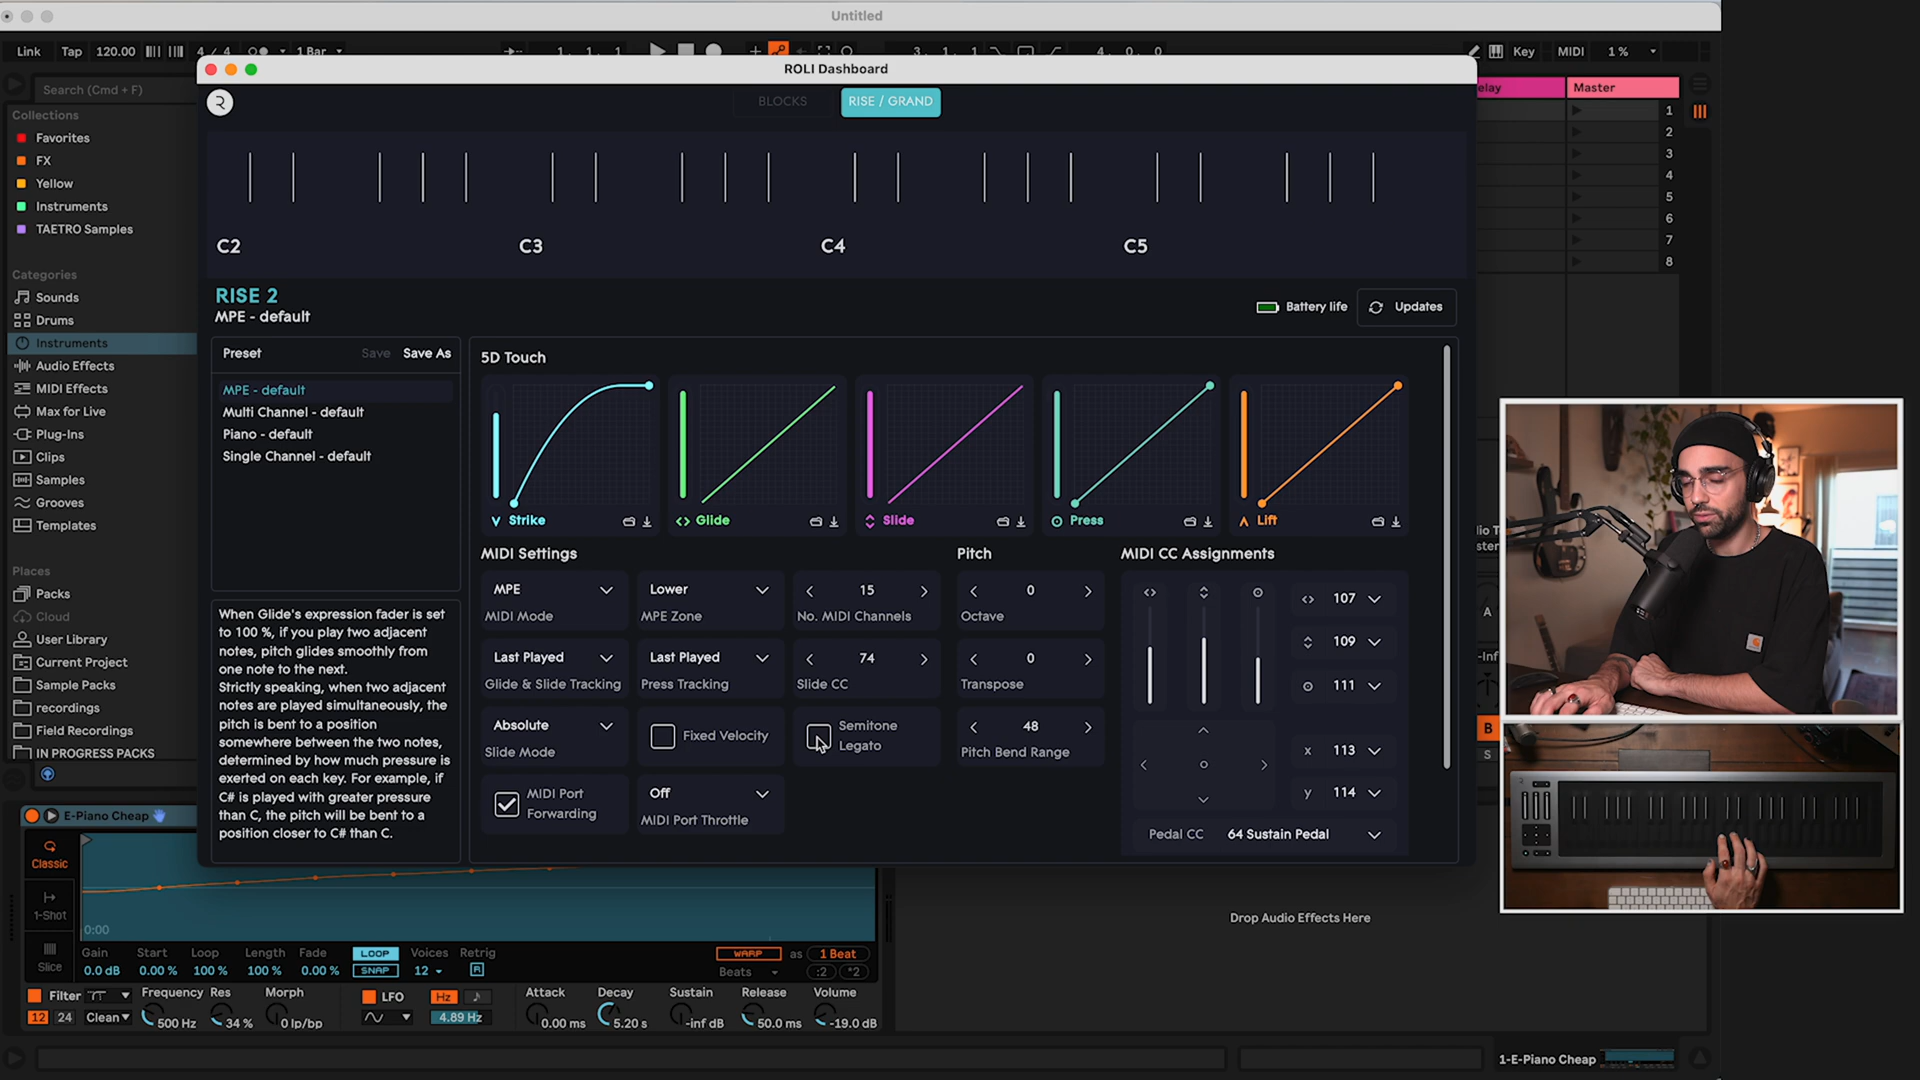 Untitled
Link Tap 120.00 4 / 4 1 Bar 1. 1. 1 3. 1. 1 4. 0. 0 Key MIDI 1 %
ROLI Dashboard
Search (Cmd + F)
BLOCKS RISE / GRAND
elay Master
Collections
Favorites
FX
Yellow
Instruments
TAETRO Samples
1
2
3
4
5
6
7
8
C2 C3 C4 C5
Categories
Sounds
Drums
Instruments
Audio Effects
MIDI Effects
Max for Live
Plug-Ins
Clips
Samples
Grooves
Templates
Places
Packs
Cloud
User Library
Current Project
Sample Packs
recordings
Field Recordings
IN PROGRESS PACKS
RISE 2
MPE - default
Battery life Updates
Preset Save Save As
MPE - default
Multi Channel - default
Piano - default
Single Channel - default
When Glide's expression fader is set
to 100 %, if you play two adjacent
notes, pitch glides smoothly from
one note to the next.
Strictly speaking, when two adjacent
notes are played simultaneously, the
pitch is bent to a position
somewhere between the two notes,
determined by how much pressure is
exerted on each key. For example, if
C# is played with greater pressure
than C, the pitch will be bent to a
position closer to C# than C.
5D Touch
Strike Glide Slide Press Lift
MIDI Settings Pitch MIDI CC Assignments
MPE Lower 15 0 107
MIDI Mode MPE Zone No. MIDI Channels Octave
109
Last Played Last Played 74 0
Glide & Slide Tracking Press Tracking Slide CC Transpose
111
Absolute Fixed Velocity Semitone 48
Slide Mode Legato Pitch Bend Range
x 113
MIDI Port Off y 114
Forwarding MIDI Port Throttle
Pedal CC 64 Sustain Pedal
A
-Inf
B
S
E-Piano Cheap
Classic
1-Shot
Slice
0:00
Gain Start Loop Length Fade LOOP Voices Retrig WARP as 1 Beat
0.0 dB 0.00 % 100 % 100 % 0.00 % SNAP 12 R Beats :2 *2
Filter Frequency Res Morph LFO Hz Attack Decay Sustain Release Volume
12 24 Clean 500 Hz 34 % 0 lp/bp 4.89 Hz 0.00 ms 5.20 s -inf dB 50.0 ms -19.0 dB
Drop Audio Effects Here
1-E-Piano Cheap